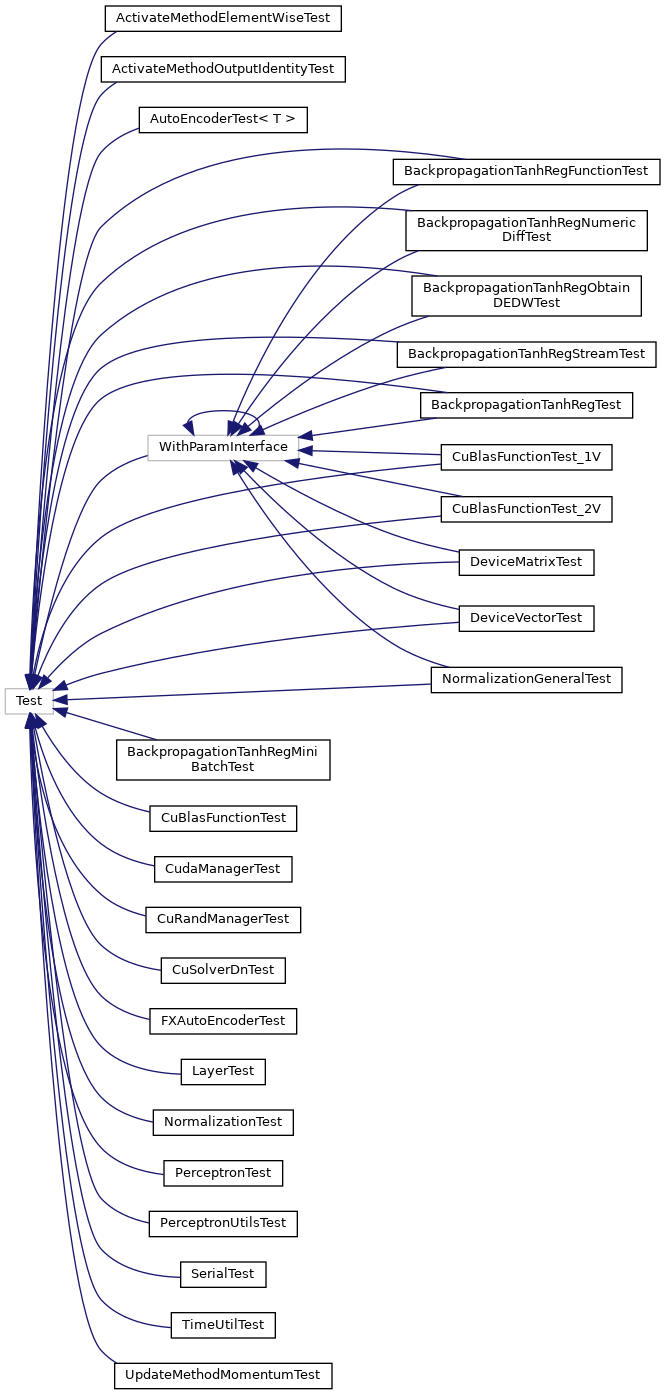 ActivateMethodElementWiseTest
ActivateMethodOutputIdentityTest
AutoEncoderTest< T >
BackpropagationTanhRegFunctionTest
BackpropagationTanhRegNumeric
DiffTest
BackpropagationTanhRegObtain
DEDWTest
BackpropagationTanhRegStreamTest
BackpropagationTanhRegTest
WithParamInterface
CuBlasFunctionTest_1V
CuBlasFunctionTest_2V
DeviceMatrixTest
DeviceVectorTest
NormalizationGeneralTest
Test
BackpropagationTanhRegMini
BatchTest
CuBlasFunctionTest
CudaManagerTest
CuRandManagerTest
CuSolverDnTest
FXAutoEncoderTest
LayerTest
NormalizationTest
PerceptronTest
PerceptronUtilsTest
SerialTest
TimeUtilTest
UpdateMethodMomentumTest